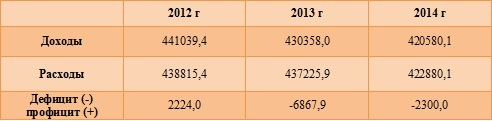 2012 г 2013 г 2014 г
Доходы 441039,4 430358,0 420580,1
Расходы 438815,4 437225,9 422880,1
Дефицит (-)
профицит (+) 2224,0 -6867,9 -2300,0